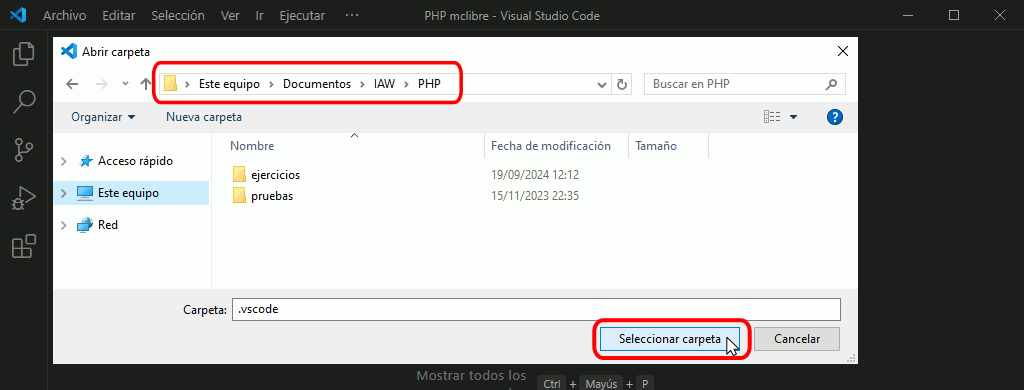 Archivo Editar Selección Ver Ir Ejecutar ··· PHP mclibre - Visual Studio Code
Abrir carpeta
Este equipo > Documentos > IAW > PHP
Buscar en PHP
Organizar Nueva carpeta
?
Nombre Fecha de modificación Tamaño
Acceso rápido
Este equipo
Red
ejercicios 19/09/2024 12:12
pruebas 15/11/2023 22:35
Carpeta: .vscode
Seleccionar carpeta Cancelar
Mostrar todos los
Ctrl + Mayús + P